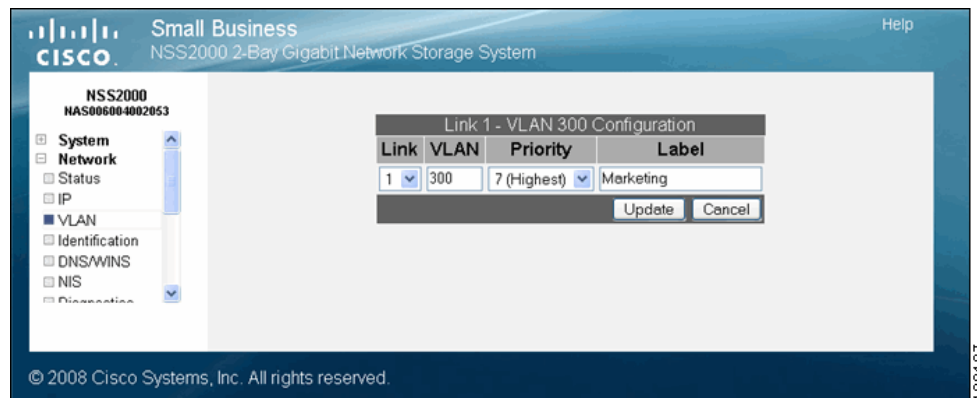 Small Business
Help
CISCO.
NSS2000 2-Bay Gigabit Network Storage System
NSS2000
NAS006004002053
System
Network
Status
IP
VLAN
Identification
DNS/WINS
NIS
Diagnostics
Link 1 - VLAN 300 Configuration
Link VLAN Priority Label
1 300 7 (Highest) Marketing
Update Cancel
© 2008 Cisco Systems, Inc. All rights reserved.